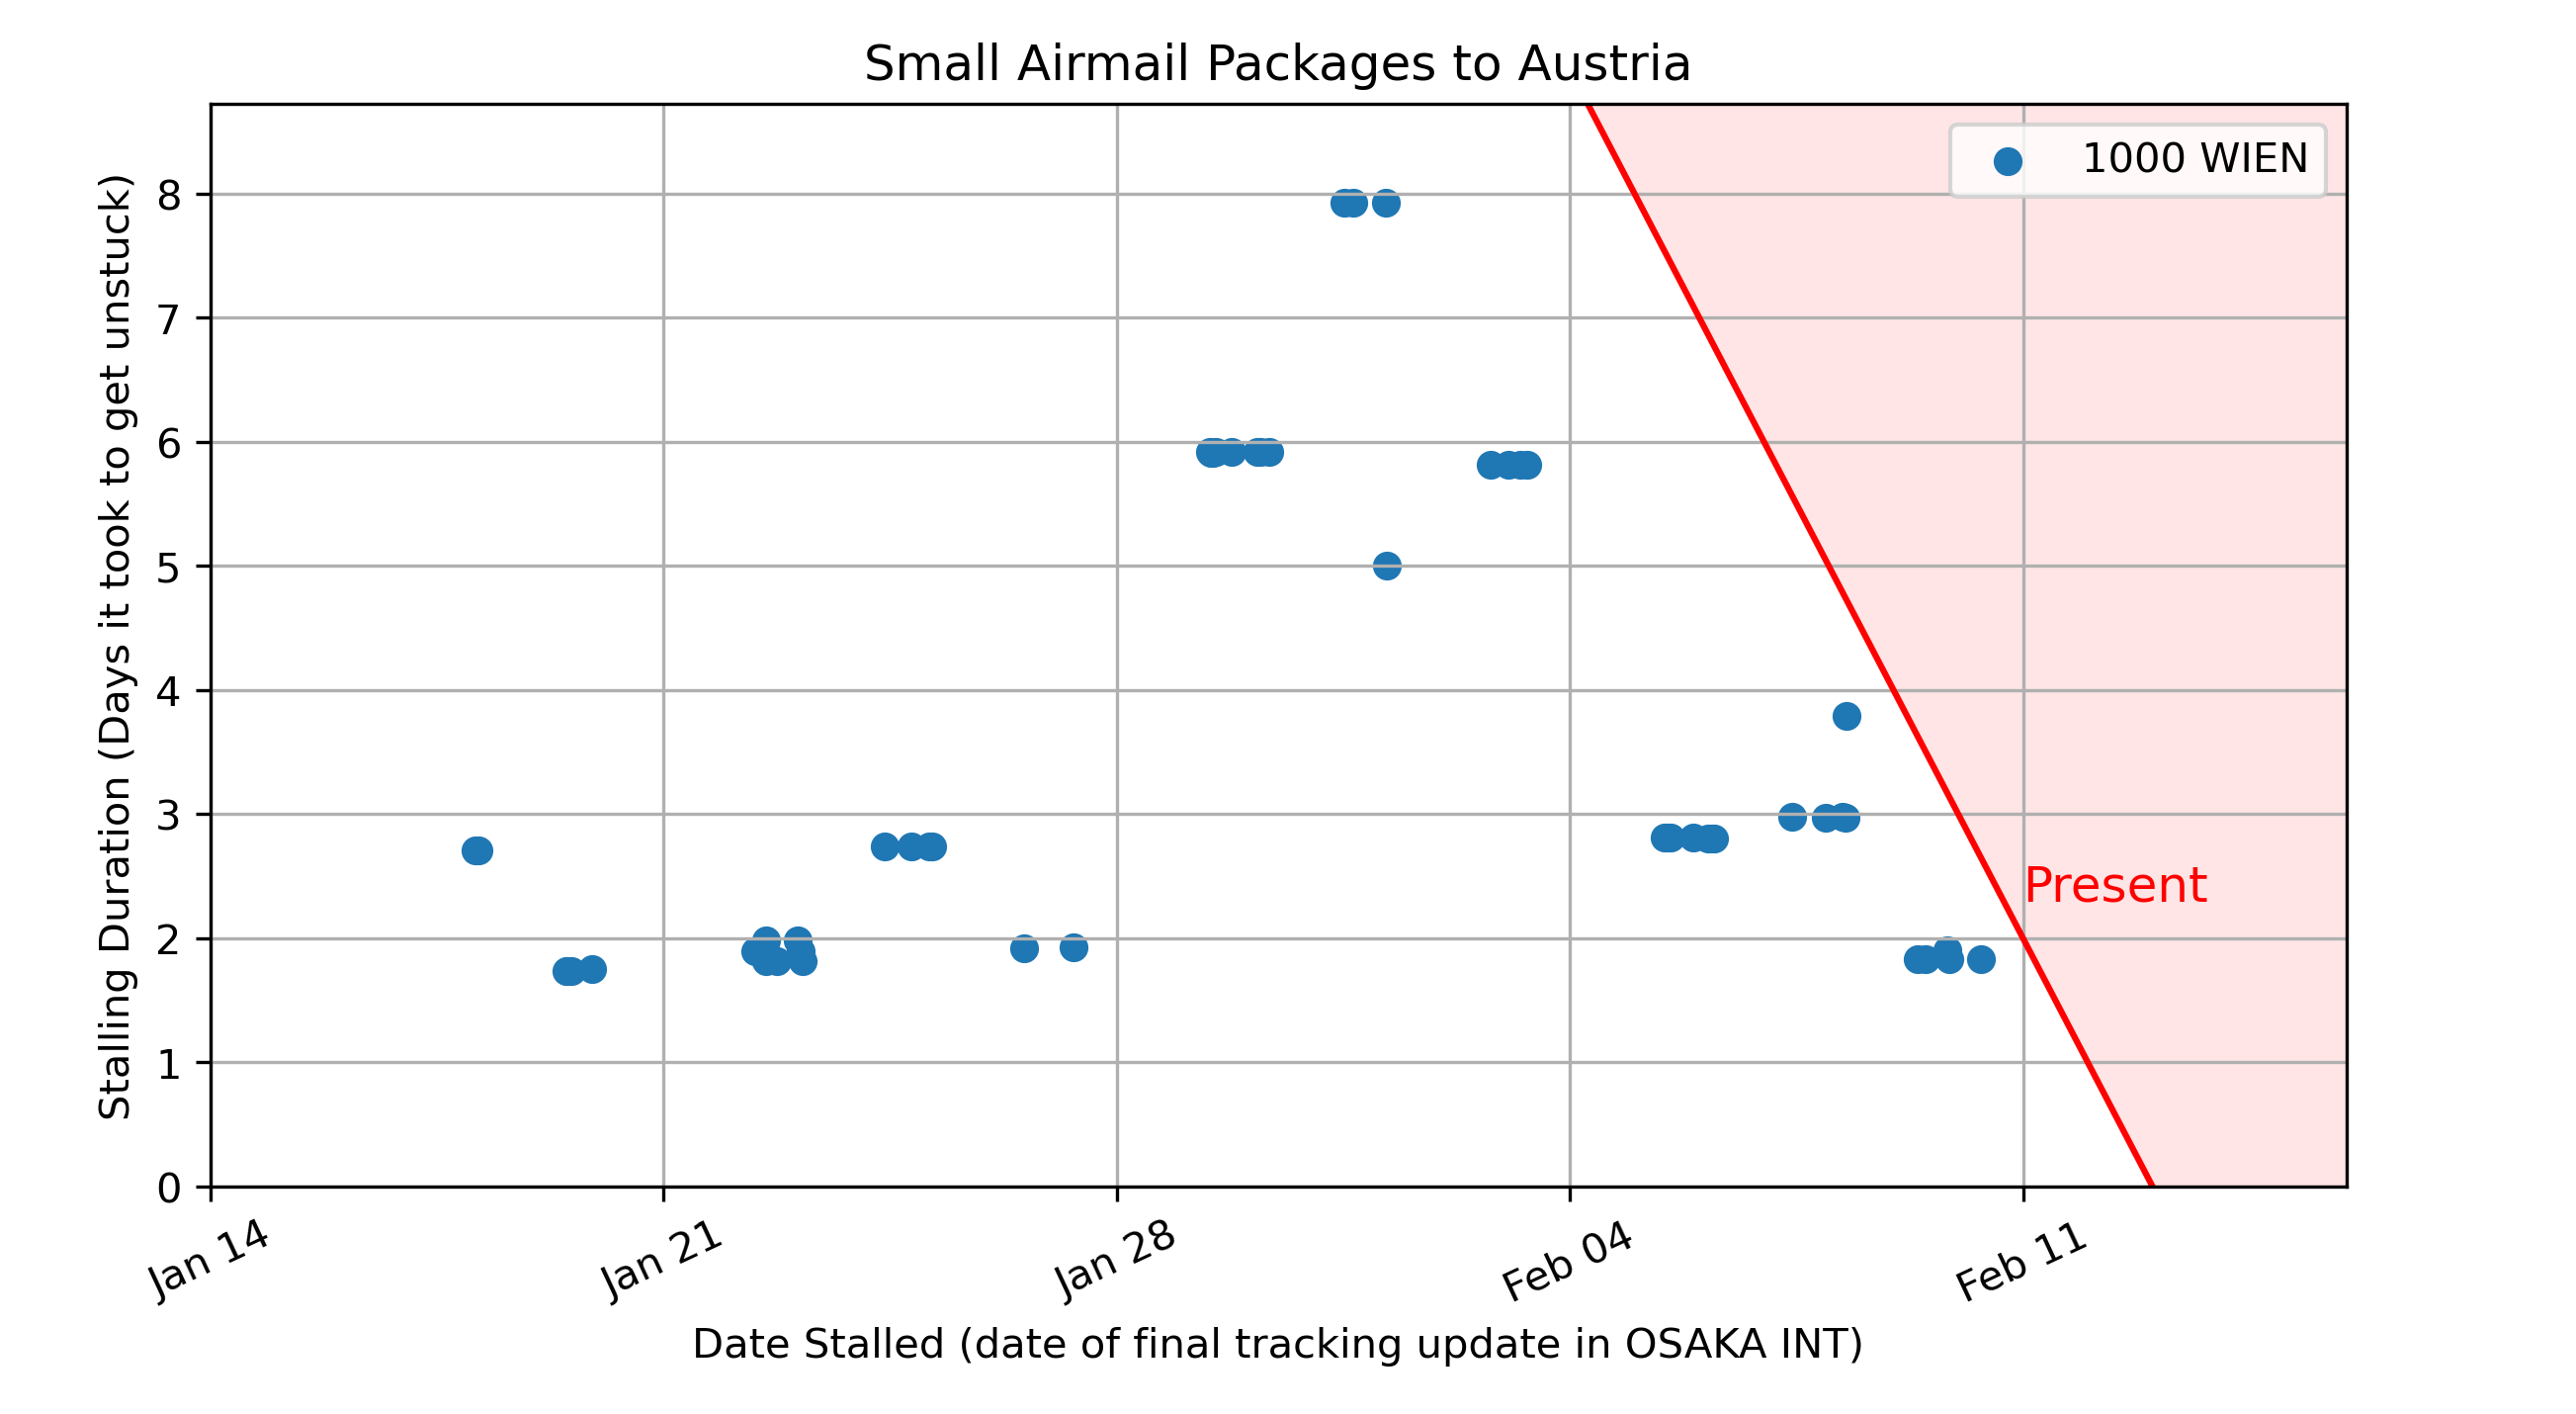 Small Airmail Packages to Austria
1000 WIEN
Stalling Duration (Days it took to get unstuck)
8
7
6
5
4
3
2
1
0
Present
Jan 14
Jan 21
Jan 28
Feb 04
Feb 11
Date Stalled (date of final tracking update in OSAKA INT)